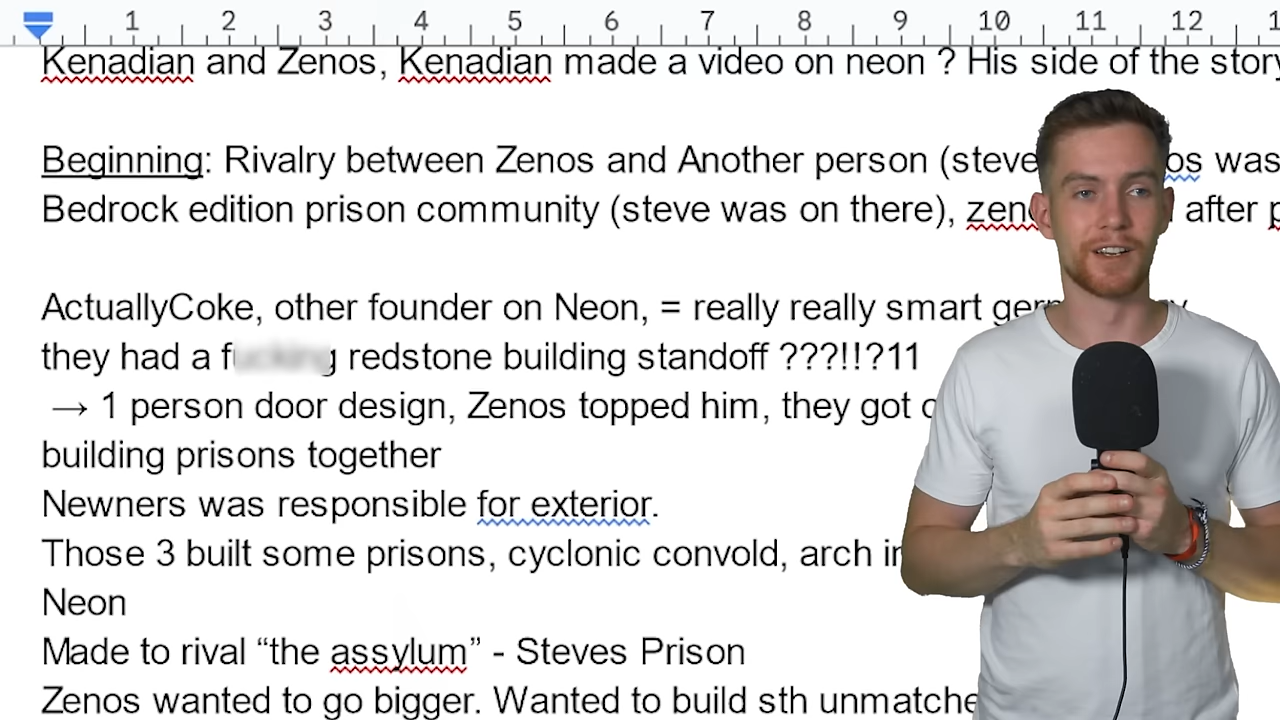 1 2 3 4 5 6 7 8 9 10 11 12 1
Kenadian and Zenos, Kenadian made a video on neon ? His side of the story
Beginning: Rivalry between Zenos and Another person (steve was
Bedrock edition prison community (steve was on there), after
ActuallyCoke, other founder on Neon, = really really smart
they had a redstone building standoff ???!!?11
→ 1 person door design, Zenos topped him, they got
building prisons together
Newners was responsible for exterior.
Those 3 built some prisons, cyclonic convold, arch
Neon
Made to rival “the assylum” - Steves Prison
Zenos wanted to go bigger. Wanted to build sth